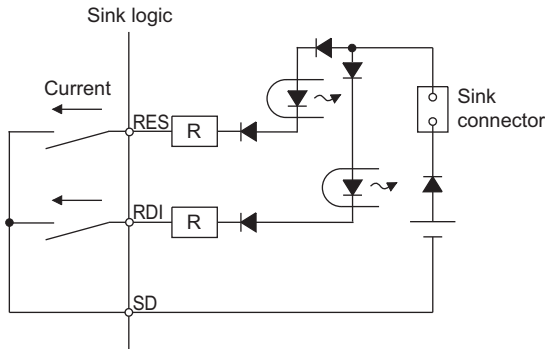 Sink logic
Current
RES
R
Sink
connector
RDI
R
SD